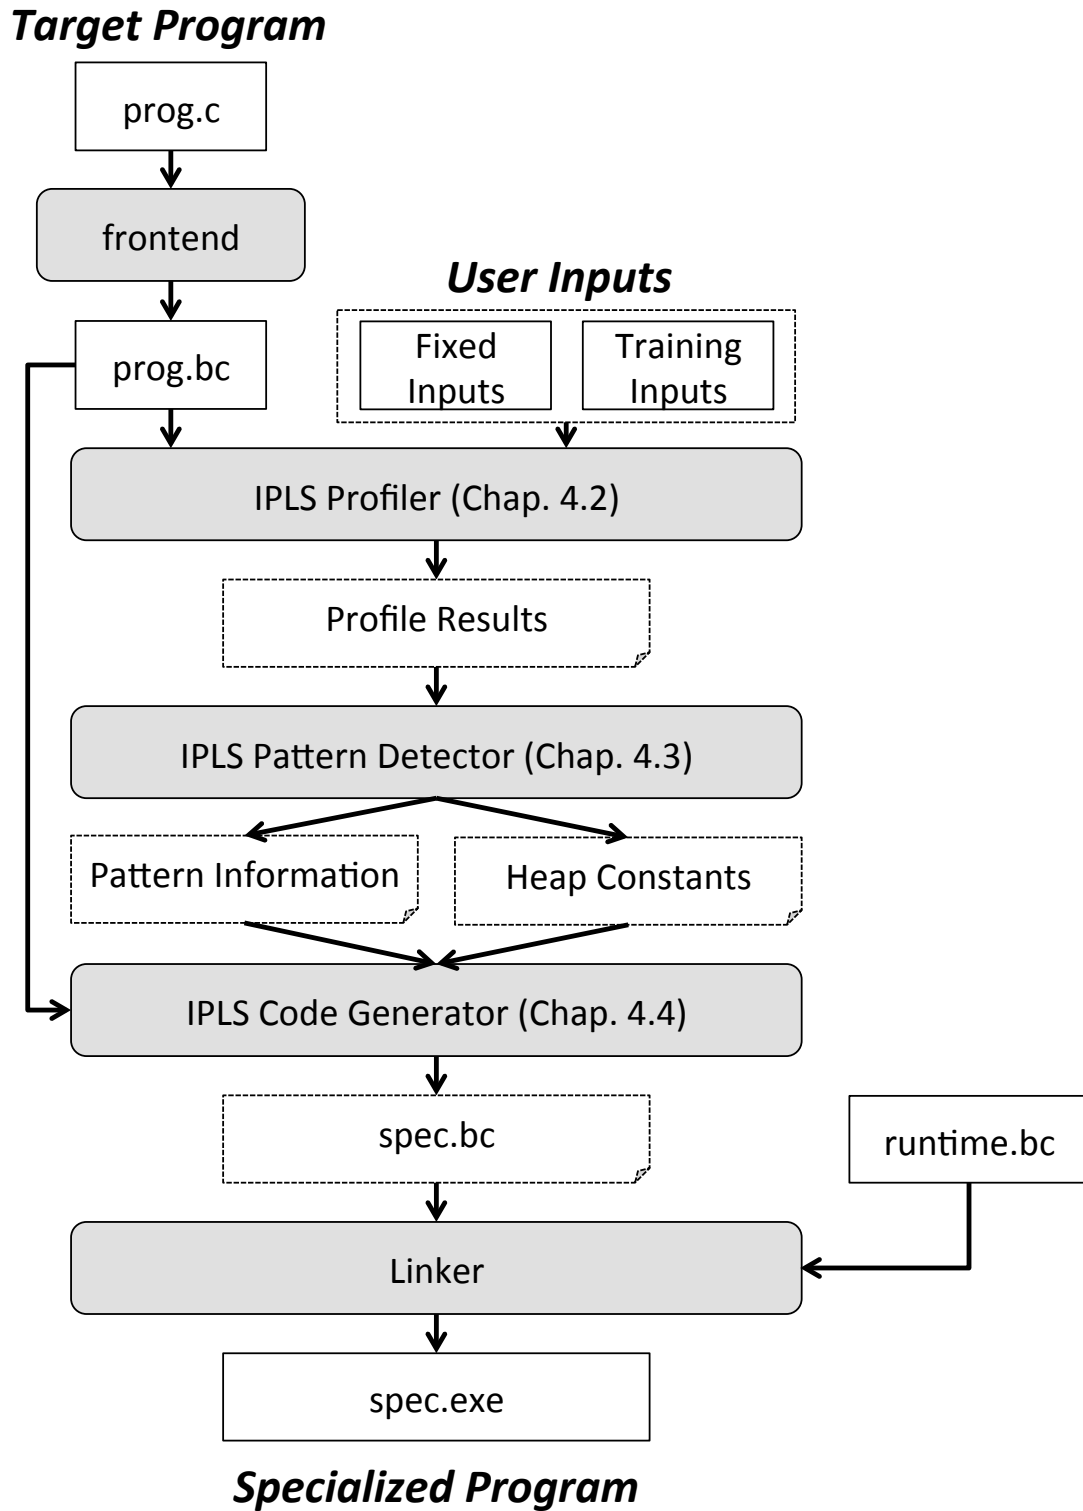 Target Program
prog.c
frontend
User Inputs
prog.bc
Fixed
Inputs
Training
Inputs
IPLS Profiler (Chap. 4.2)
Profile Results
IPLS Pattern Detector (Chap. 4.3)
Pattern Information
Heap Constants
IPLS Code Generator (Chap. 4.4)
spec.bc
runtime.bc
Linker
spec.exe
Specialized Program